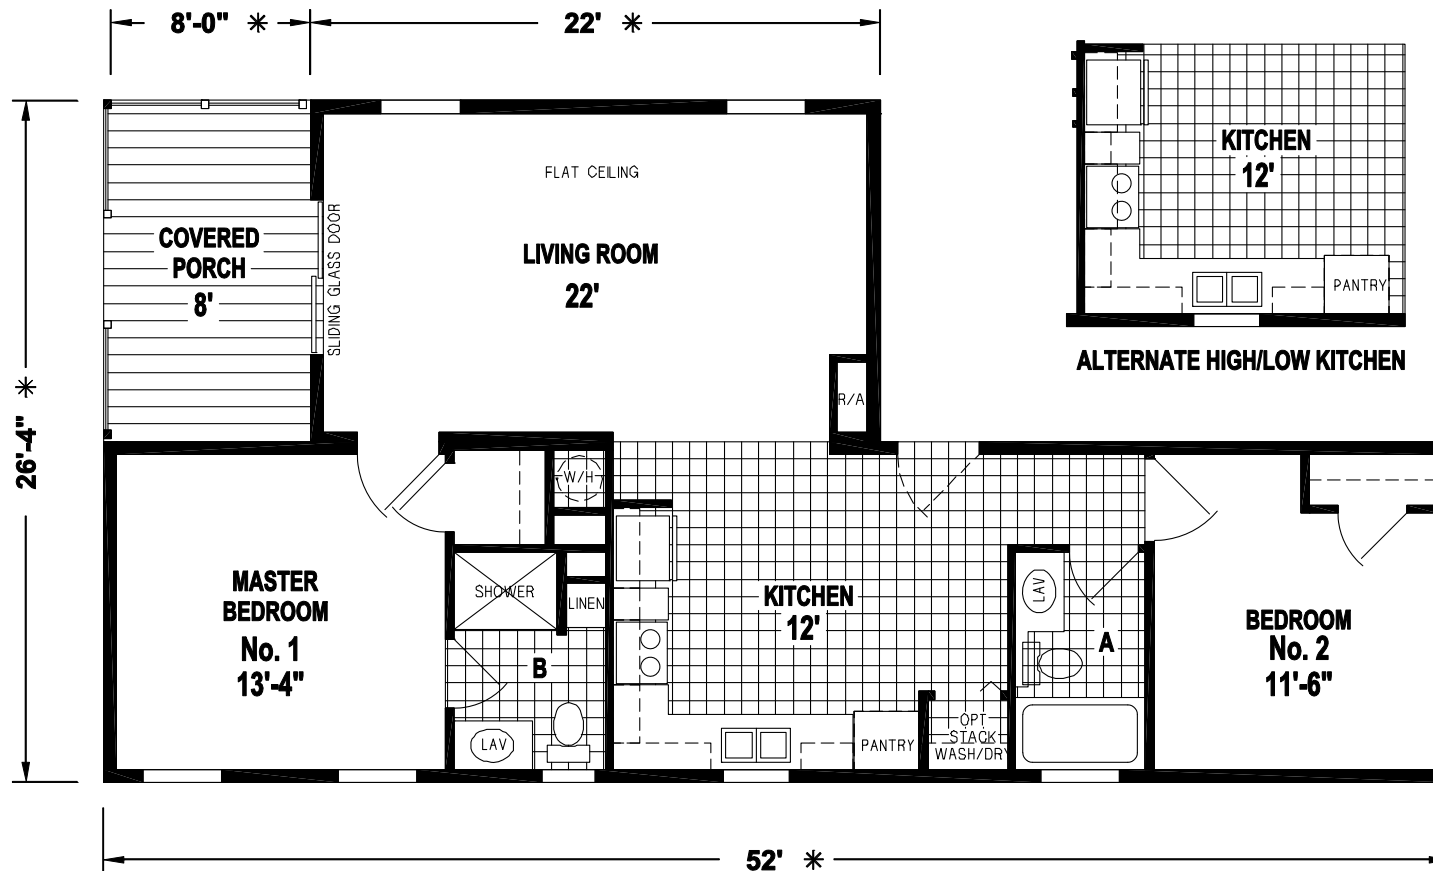 8'-0" ✳
22' ✳
KITCHEN
12'
PANTRY
ALTERNATE HIGH/LOW KITCHEN
FLAT CEILING
COVERED
PORCH
8'
SLIDING GLASS DOOR
LIVING ROOM
22'
R/A
26'-4" ✳
W/H
SHOWER
LINEN
MASTER
BEDROOM
No. 1
13'-4"
B
LAV
KITCHEN
12'
PANTRY
OPT
STACK
WASH/DRY
LAV
A
BEDROOM
No. 2
11'-6"
52' ✳